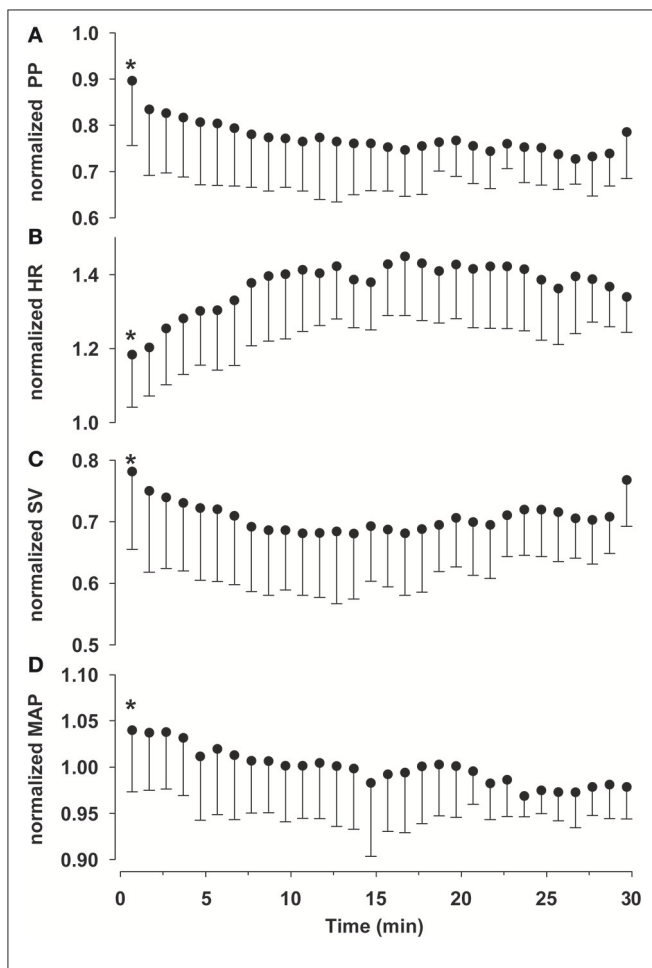 A
1.0
*
0.9
0.8
0.7
0.6
normalized PP
B
1.4
1.2
1.0
*
normalized HR
C
0.8
*
0.7
0.6
0.5
normalized SV
D
1.10
*
1.05
1.00
0.95
0.90
normalized MAP
0 5 10 15 20 25 30
Time (min)